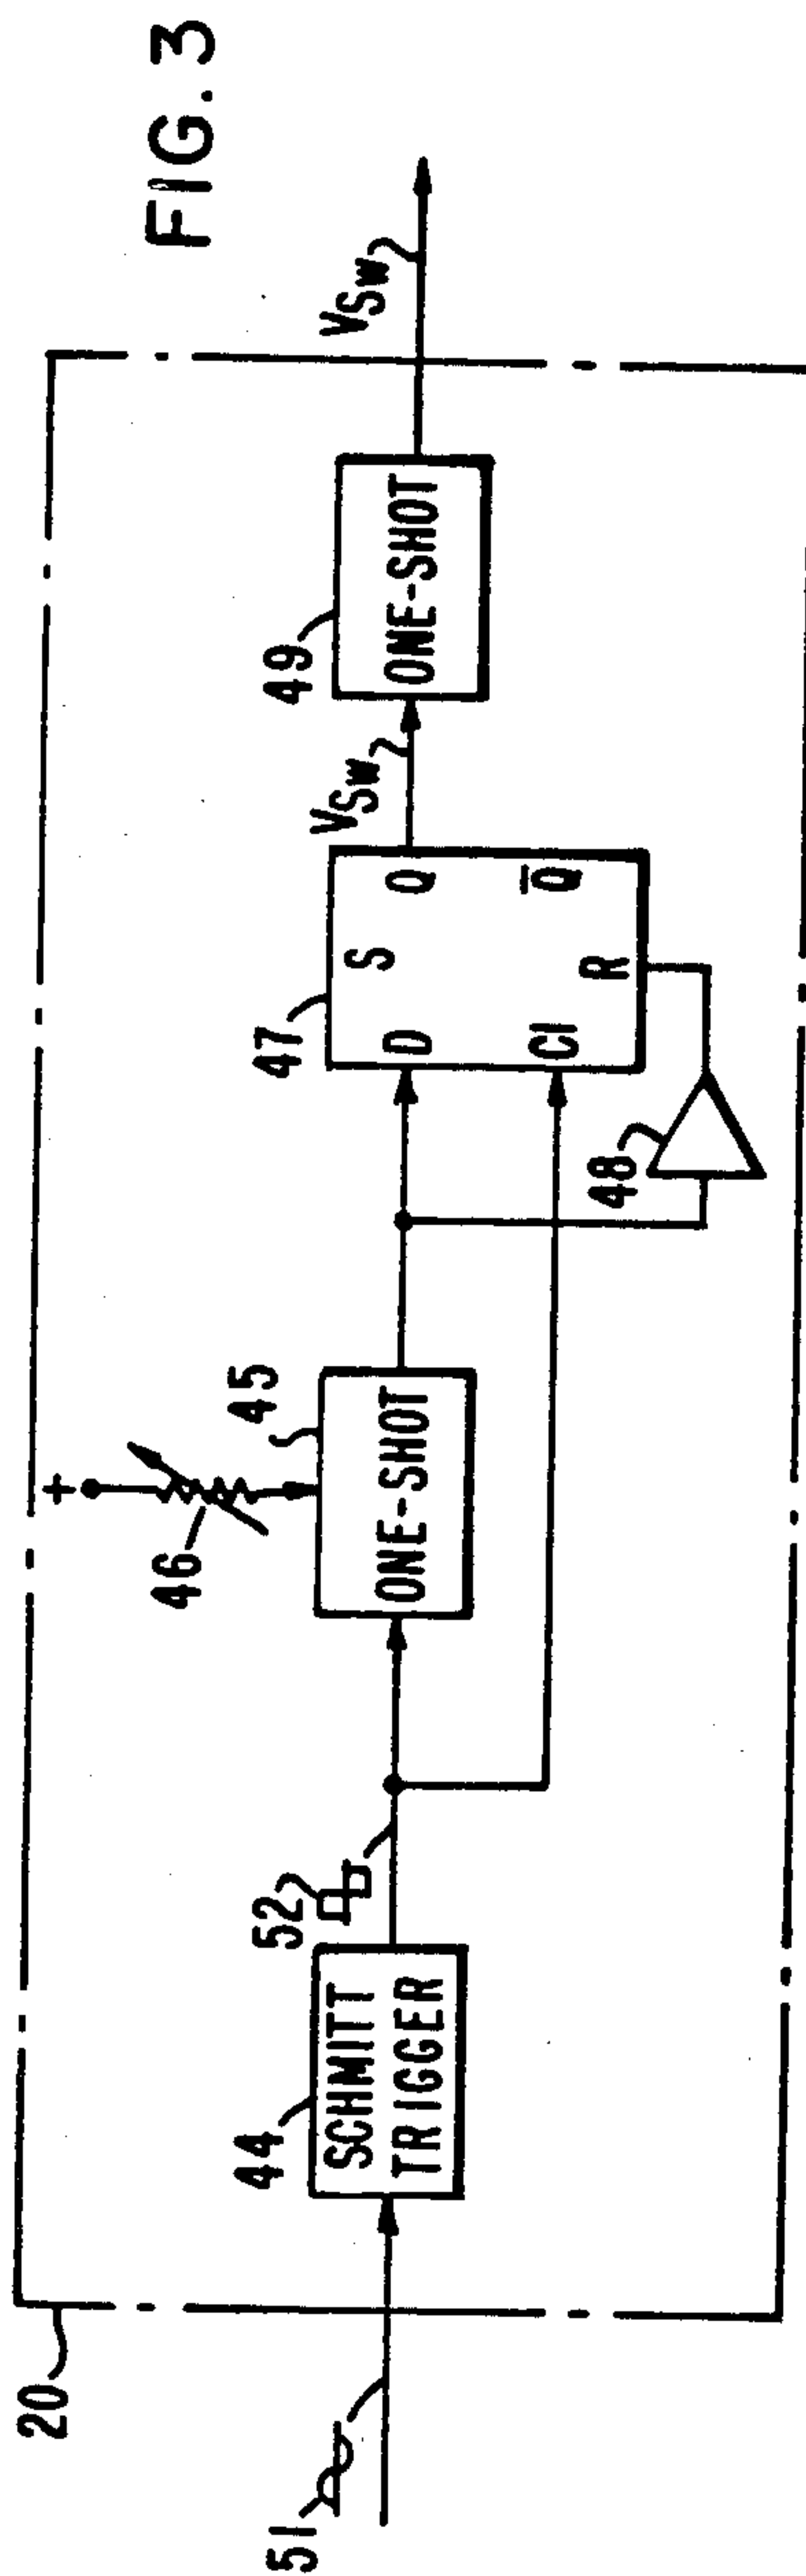 FIG. 3
20
51
44
SCHMITT
TRIGGER
52
46
+
45
ONE-SHOT
47
D
S
Q
Cl
R
Q̅
48
VSw
49
ONE-SHOT
VSw